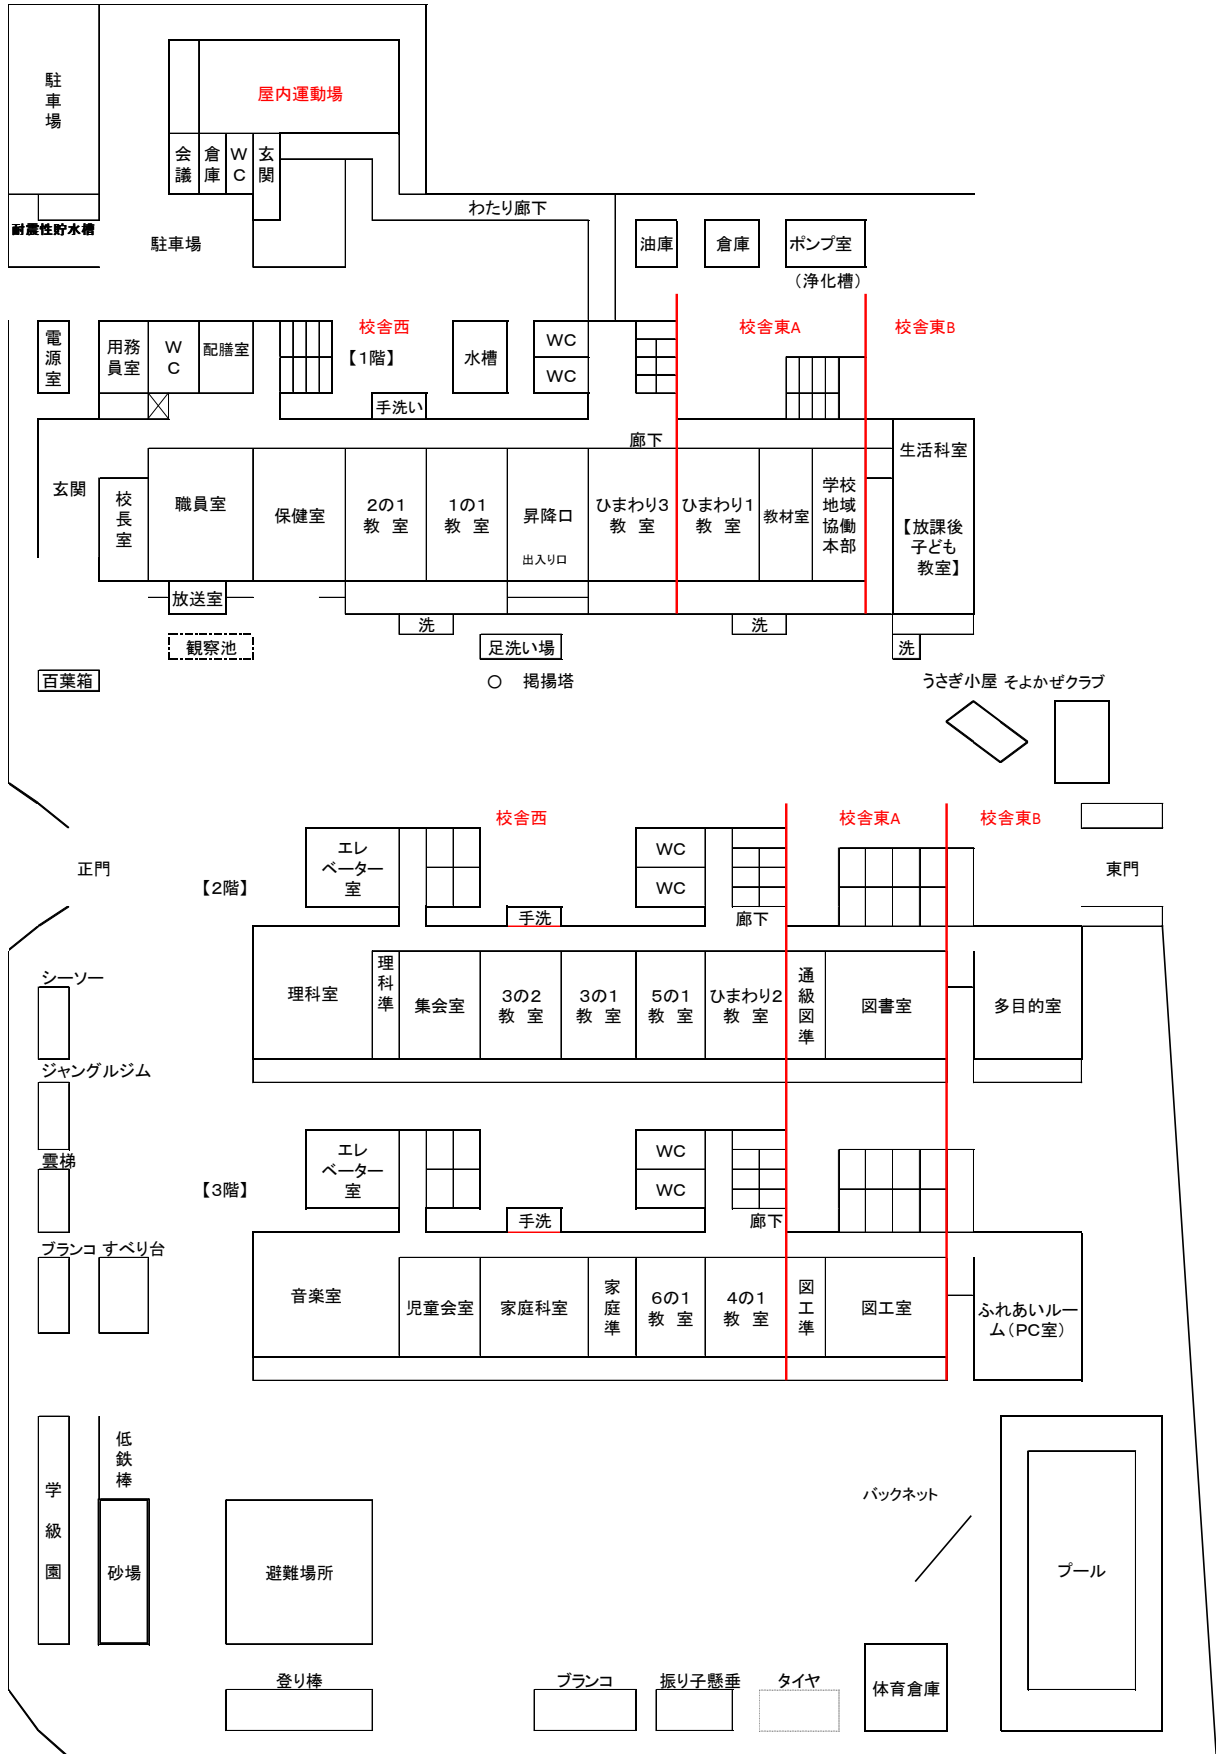 駐車場
屋内運動場
会議
倉庫
WC
玄関
わたり廊下
耐震性貯水槽
駐車場
油庫
倉庫
ポンプ室
(浄化槽)
校舎西
校舎東A
校舎東B
【1階】
電源室
用務
員室
WC
配膳室
水槽
WC
WC
手洗い
廊下
玄関
校長室
職員室
保健室
2の1
教 室
1の1
教 室
昇降口
出入り口
ひまわり3
教 室
ひまわり1
教 室
教材室
学校
地域
協働
本部
生活科室
【放課後
子ども
教室】
放送室
洗
洗
洗
観察池
足洗い場
百葉箱
○ 掲揚塔
うさぎ小屋
そよかぜクラブ
校舎西
校舎東A
校舎東B
正門
【2階】
エレ
ベーター
室
WC
WC
手洗
廊下
東門
理科室
理科準
集会室
3の2
教 室
3の1
教 室
5の1
教 室
ひまわり2
教 室
通級図準
図書室
多目的室
シーソー
ジャングルジム
雲梯
ブランコ
すべり台
【3階】
エレ
ベーター
室
WC
WC
手洗
廊下
音楽室
児童会室
家庭科室
家庭準
6の1
教 室
4の1
教 室
図工準
図工室
ふれあいルー
ム(PC室)
学級園
低鉄棒
砂場
避難場所
バックネット
プール
登り棒
ブランコ
振り子懸垂
タイヤ
体育倉庫